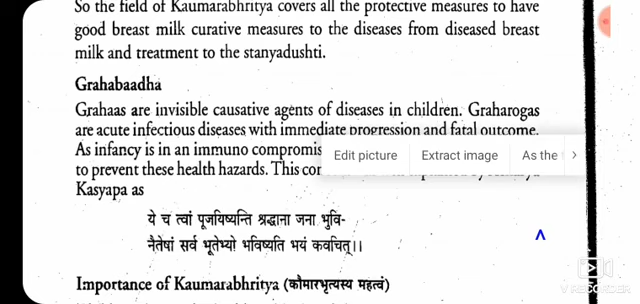 So the field of Kaumarabhritya covers all the protective measures to have
good breast milk curative measures to the diseases from diseased breast
milk and treatment to the stanyadushti.
Grahabaadha
Grahaas are invisible causative agents of diseases in children. Graharogas
are acute infectious diseases with immediate progression and fatal outcome.
As infancy is in an immuno
Edit picture Extract image As the
to prevent these health hazards. This
Kasyapa as
ये च त्वां पूजयिष्यन्ति श्रद्धाना जना भुवि-
नैतेषां सर्व भूतेभ्यो भविष्यति भयं कवचित्।।
Importance of Kaumarabhritya (कौमारभृत्यस्य महत्वं)
V RECORDER